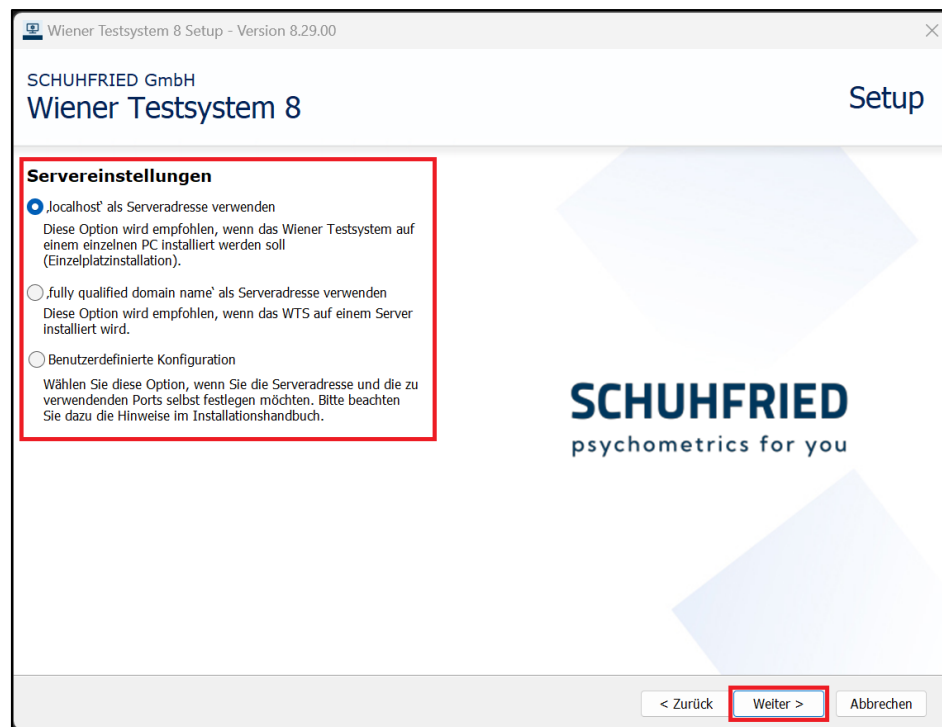 Wiener Testsystem 8 Setup - Version 8.29.00
SCHUHFRIED GmbH
Wiener Testsystem 8
Setup
Servereinstellungen
‚localhost‘ als Serveradresse verwenden
Diese Option wird empfohlen, wenn das Wiener Testsystem auf
einem einzelnen PC installiert werden soll
(Einzelplatzinstallation).
‚fully qualified domain name‘ als Serveradresse verwenden
Diese Option wird empfohlen, wenn das WTS auf einem Server
installiert wird.
Benutzerdefinierte Konfiguration
Wählen Sie diese Option, wenn Sie die Serveradresse und die zu
verwendenden Ports selbst festlegen möchten. Bitte beachten
Sie dazu die Hinweise im Installationshandbuch.
SCHUHFRIED
psychometrics for you
< Zurück
Weiter >
Abbrechen